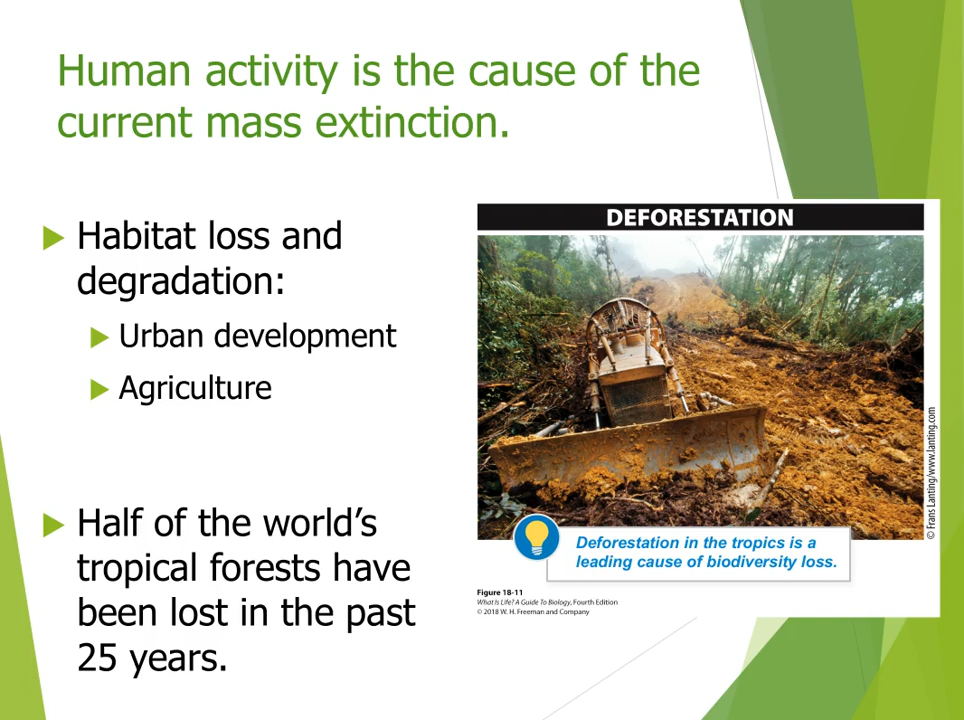 Human activity is the cause of the
current mass extinction.
Habitat loss and
degradation:
Urban development
Agriculture
Half of the world’s
tropical forests have
been lost in the past
25 years.
DEFORESTATION
© Frans Lanting/www.lanting.com
Deforestation in the tropics is a
leading cause of biodiversity loss.
Figure 18-11
What Is Life? A Guide To Biology, Fourth Edition
© 2018 W. H. Freeman and Company